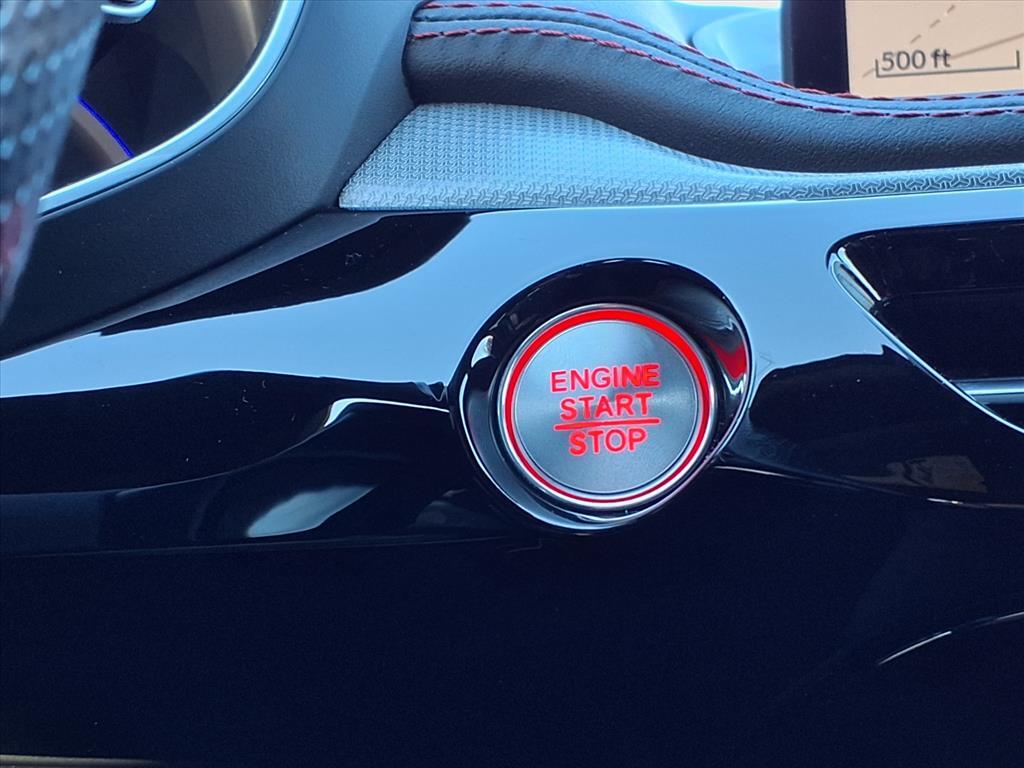 500 ft
ENGINE
START
STOP